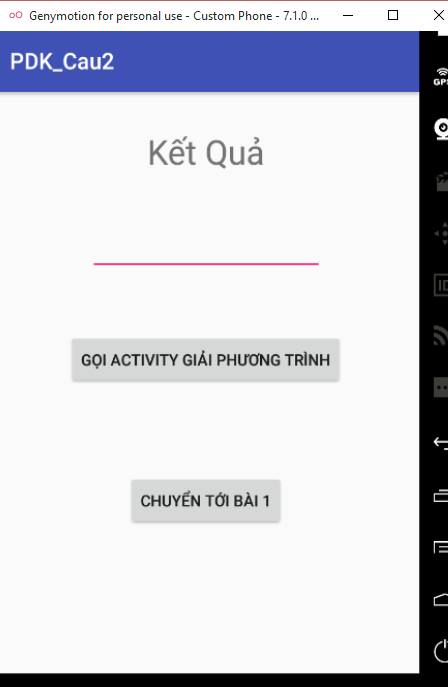 Genymotion for personal use - Custom Phone - 7.1.0 ...
PDK_Cau2
Kết Quả
GỌI ACTIVITY GIẢI PHƯƠNG TRÌNH
CHUYỂN TỚI BÀI 1
GPS
ID